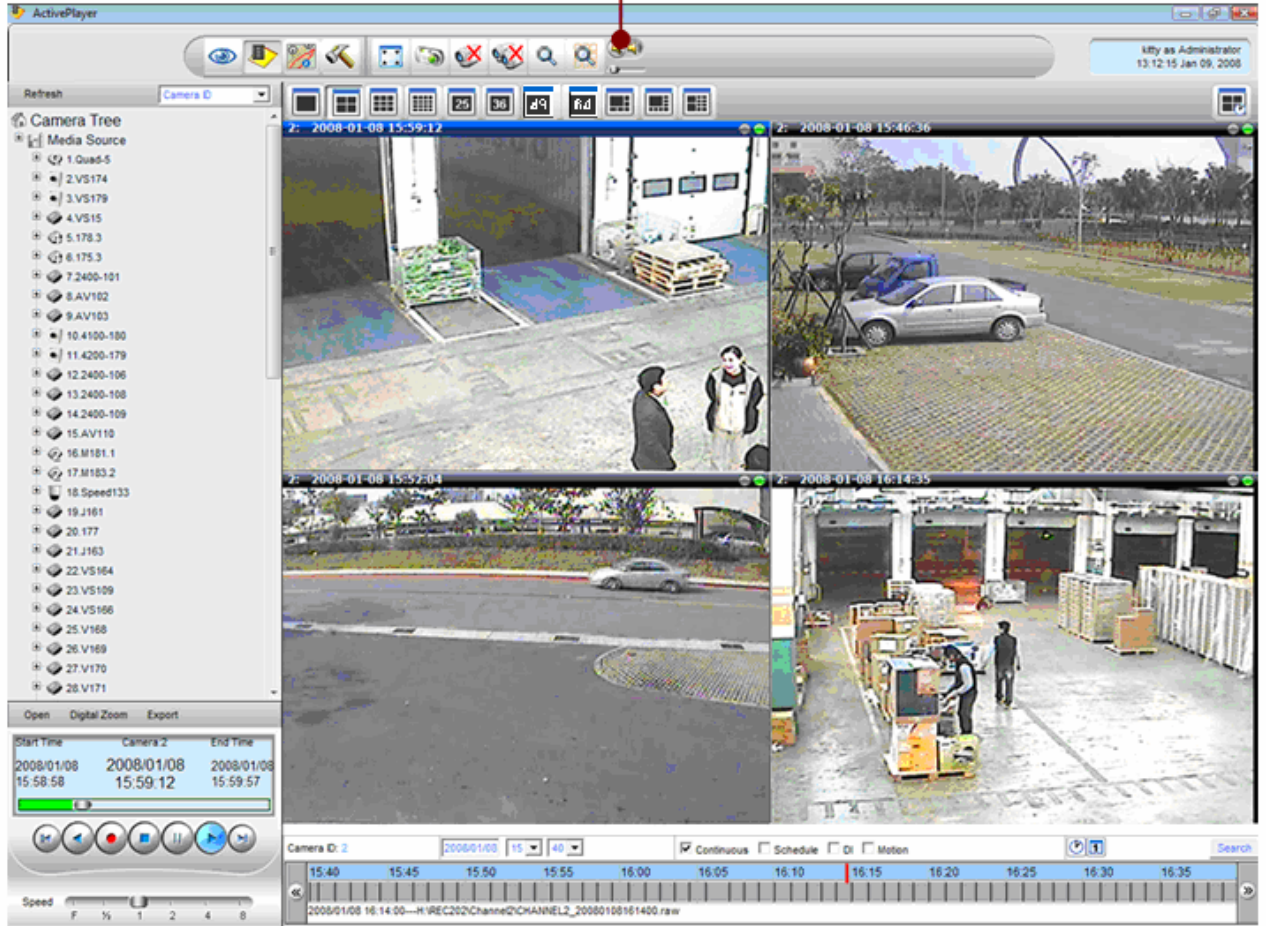 ActivePlayer
kitty as Administrator
13:12:15 Jan 09, 2008
Refresh
Camera ID
25
36
Camera Tree
Media Source
1.Quad-5
2.VS174
3.VS179
4.VS15
5.178.3
6.175.3
7.2400-101
8.AV102
9.AV103
10.4100-180
11.4200-179
12.2400-106
13.2400-108
14.2400-109
15.AV110
16.M181.1
17.M183.2
18.Speed133
19.J161
20.177
21.J163
22.VS164
23.VS109
24.VS166
25.V168
26.V169
27.V170
28.V171
2: 2008-01-08 15:59:12
2: 2008-01-08 15:46:36
2: 2008-01-08 15:52:04
2: 2008-01-08 16:14:35
Open Digital Zoom Export
Start Time Camera 2 End Time
2008/01/08 2008/01/08 2008/01/08
15:58:58 15:59:12 15:59:57
Speed
F ½ 1 2 4 8
Camera ID: 2 2008/01/08 15 40 Continuous Schedule DI Motion 1 Search
15:40 15:45 15:50 15:55 16:00 16:05 16:10 16:15 16:20 16:25 16:30 16:35
2008/01/08 16:14:00---H:\REC202\Channel2\CHANNEL2_20080108161400.raw